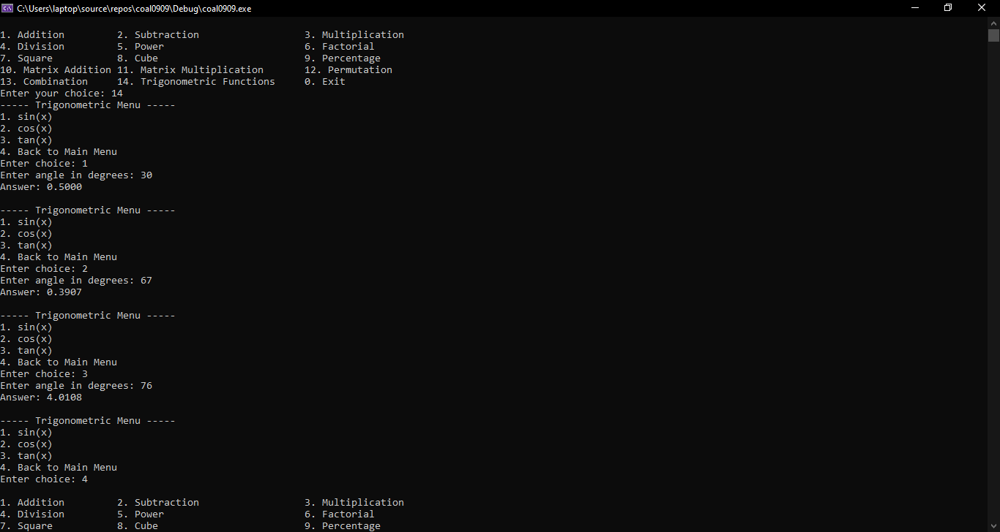 C:\Users\laptop\source\repos\coal0909\Debug\coal0909.exe
1. Addition 2. Subtraction 3. Multiplication
4. Division 5. Power 6. Factorial
7. Square 8. Cube 9. Percentage
10. Matrix Addition 11. Matrix Multiplication 12. Permutation
13. Combination 14. Trigonometric Functions 0. Exit
Enter your choice: 14
----- Trigonometric Menu -----
1. sin(x)
2. cos(x)
3. tan(x)
4. Back to Main Menu
Enter choice: 1
Enter angle in degrees: 30
Answer: 0.5000
----- Trigonometric Menu -----
1. sin(x)
2. cos(x)
3. tan(x)
4. Back to Main Menu
Enter choice: 2
Enter angle in degrees: 67
Answer: 0.3907
----- Trigonometric Menu -----
1. sin(x)
2. cos(x)
3. tan(x)
4. Back to Main Menu
Enter choice: 3
Enter angle in degrees: 76
Answer: 4.0108
----- Trigonometric Menu -----
1. sin(x)
2. cos(x)
3. tan(x)
4. Back to Main Menu
Enter choice: 4
1. Addition 2. Subtraction 3. Multiplication
4. Division 5. Power 6. Factorial
7. Square 8. Cube 9. Percentage